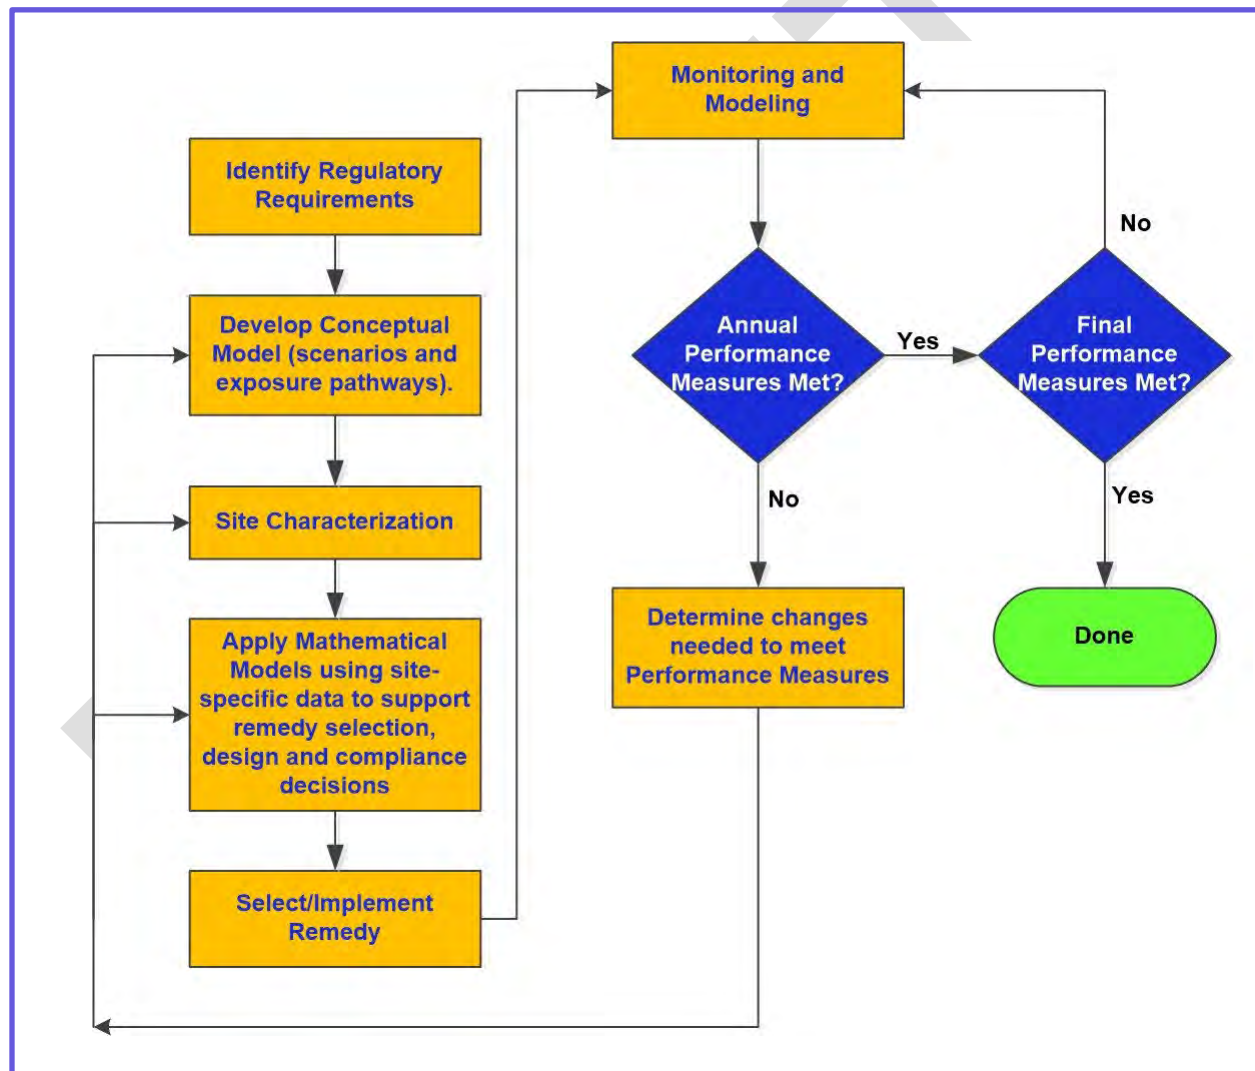 Identify Regulatory
Requirements
Develop Conceptual
Model (scenarios and
exposure pathways).
Site Characterization
Apply Mathematical
Models using site-
specific data to support
remedy selection,
design and compliance
decisions
Select/Implement
Remedy
Monitoring and
Modeling
Annual
Performance
Measures Met?
Yes
No
Final
Performance
Measures Met?
No
Yes
Determine changes
needed to meet
Performance Measures
Done